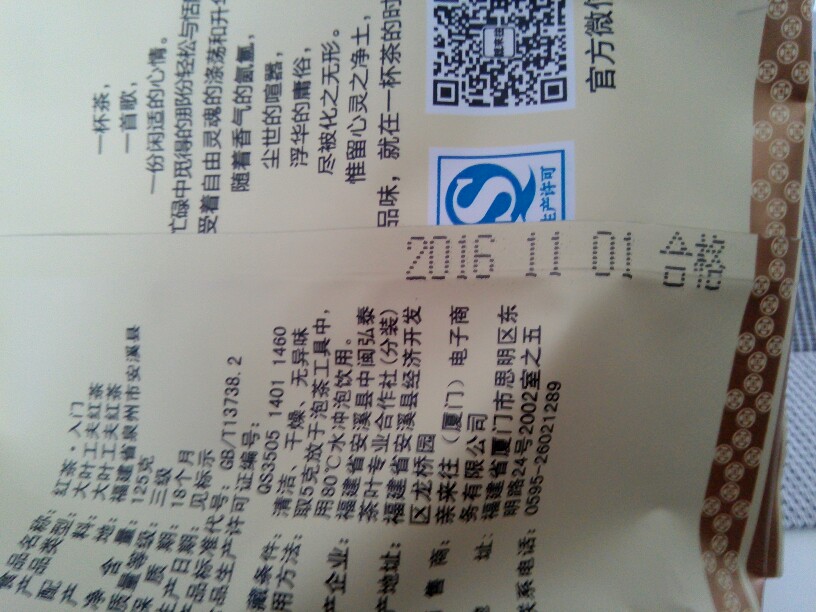 一杯茶，
一首歌，
一份闲适的心情。
忙碌中觅得的那份轻松与恬
受着自由灵魂的涤荡和升华
随着香气的氤氲，
尘世的喧嚣，
浮华的庸俗，
尽被化之无形。
惟留心灵之净土，
品味，就在一杯茶的时
官方微信
生产许可
2016 11 01 合格
食品名称：红茶·入门
产品类型：大叶工夫红茶
配料：大叶工夫红茶
产地：福建省泉州市安溪县
净含量：125克
质量等级：三级
保质期：18个月
生产日期：见标示
产品标准代号：GB/T13738.2
食品生产许可证编号：
QS3505 1401 1460
藏条件：清洁、干燥、无异味
用方法：取5克放于泡茶工具中，
用80℃水冲泡饮用。
产企业：福建省安溪县中闽弘泰
茶叶专业合作社(分装)
产地址：福建省安溪县经济开发
区龙桥园
售商：亲来往（厦门）电子商
务有限公司
地址：福建省厦门市思明区东
明路24号2002室之五
联系电话：0595-26021289